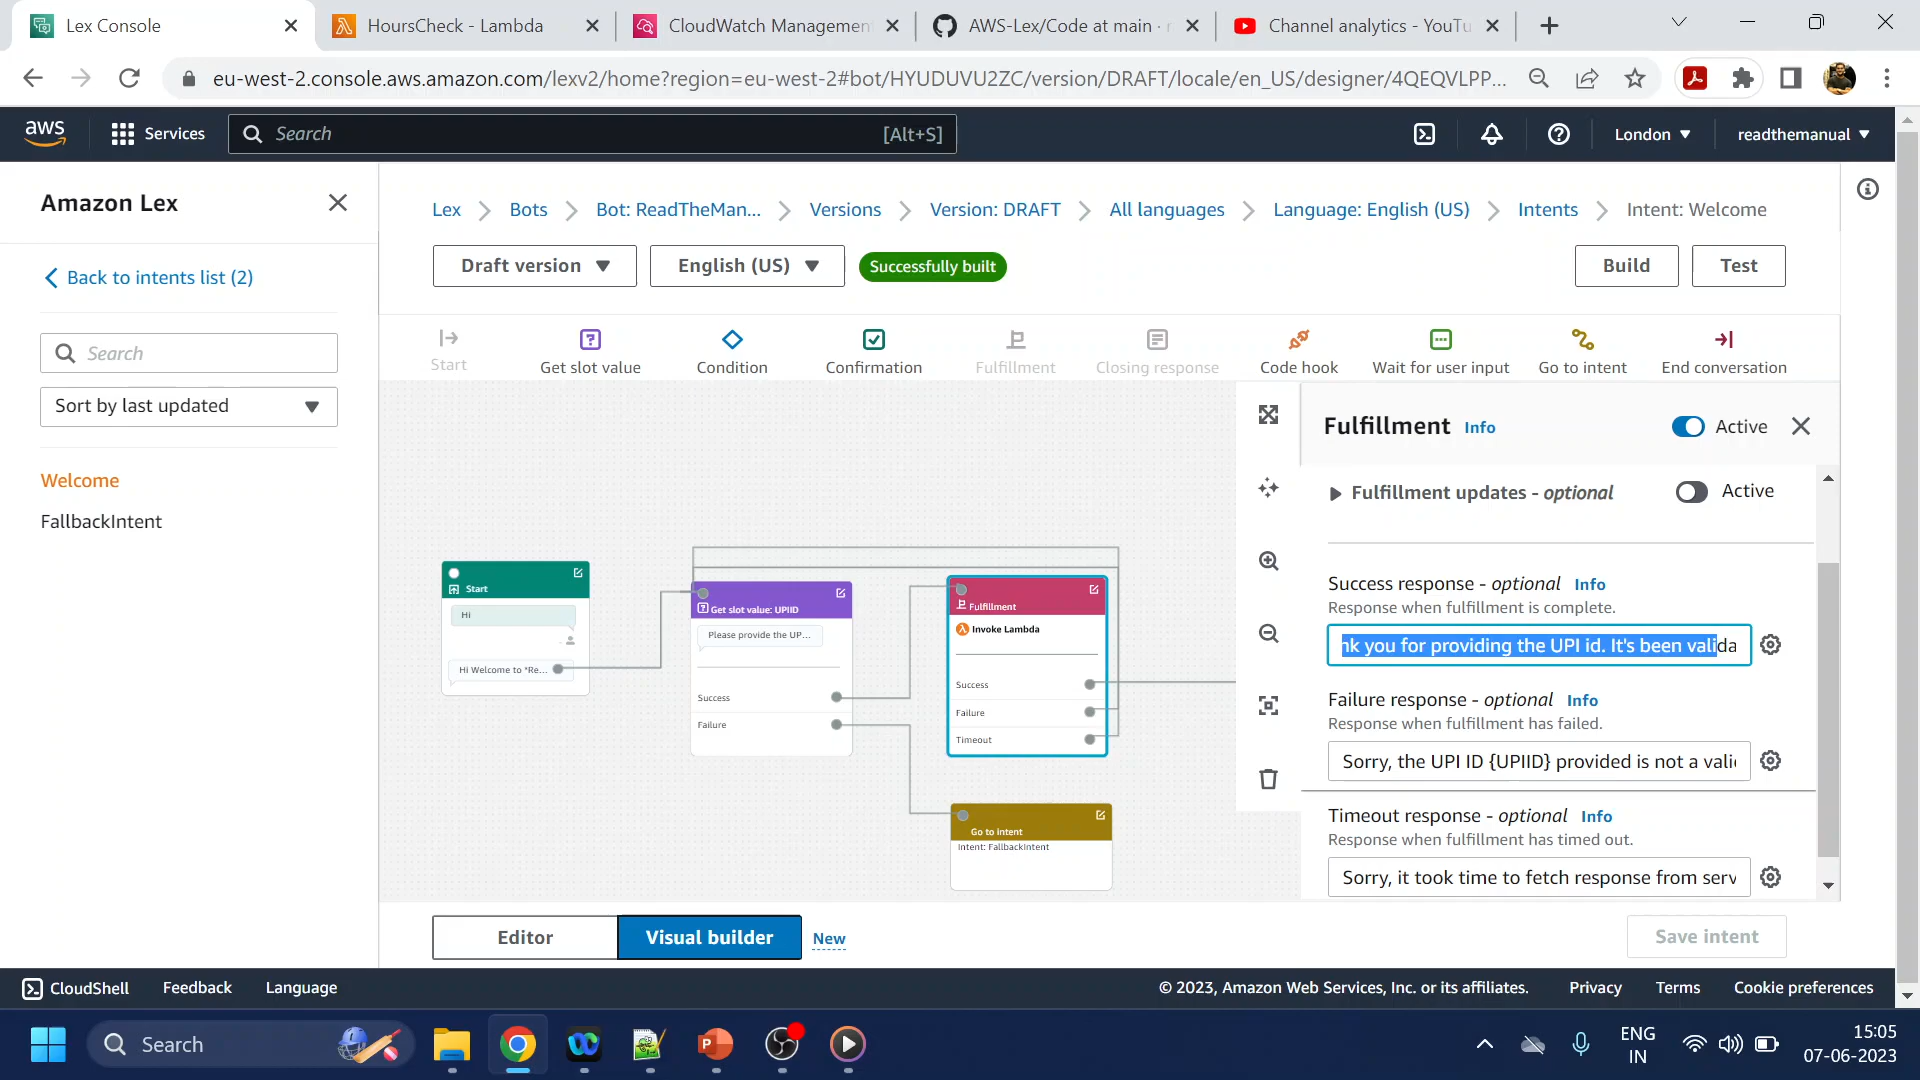 Lex Console
HoursCheck - Lambda
CloudWatch Management
AWS-Lex/Code at main · r
Channel analytics - YouTu
eu-west-2.console.aws.amazon.com/lexv2/home?region=eu-west-2#bot/HYUDUVU2ZC/version/DRAFT/locale/en_US/designer/4QEQVLPP...
aws
Services
Search
[Alt+S]
London
readthemanual
Amazon Lex
Back to intents list (2)
Search
Sort by last updated
Welcome
FallbackIntent
Lex
Bots
Bot: ReadTheMan...
Versions
Version: DRAFT
All languages
Language: English (US)
Intents
Intent: Welcome
Draft version
English (US)
Successfully built
Build
Test
Start
Get slot value
Condition
Confirmation
Fulfillment
Closing response
Code hook
Wait for user input
Go to intent
End conversation
Start
Hi
Hi Welcome to "Re...
Get slot value: UPIID
Please provide the UP...
Success
Failure
Fulfillment
Invoke Lambda
Success
Failure
Timeout
Go to intent
Intent: FallbackIntent
Fulfillment Info
Active
Fulfillment updates - optional
Active
Success response - optional Info
Response when fulfillment is complete.
nk you for providing the UPI id. It's been valida
Failure response - optional Info
Response when fulfillment has failed.
Sorry, the UPI ID {UPIID} provided is not a vali
Timeout response - optional Info
Response when fulfillment has timed out.
Sorry, it took time to fetch response from serv
Editor
Visual builder
New
Save intent
CloudShell
Feedback
Language
© 2023, Amazon Web Services, Inc. or its affiliates.
Privacy
Terms
Cookie preferences
Search
ENG
IN
15:05
07-06-2023